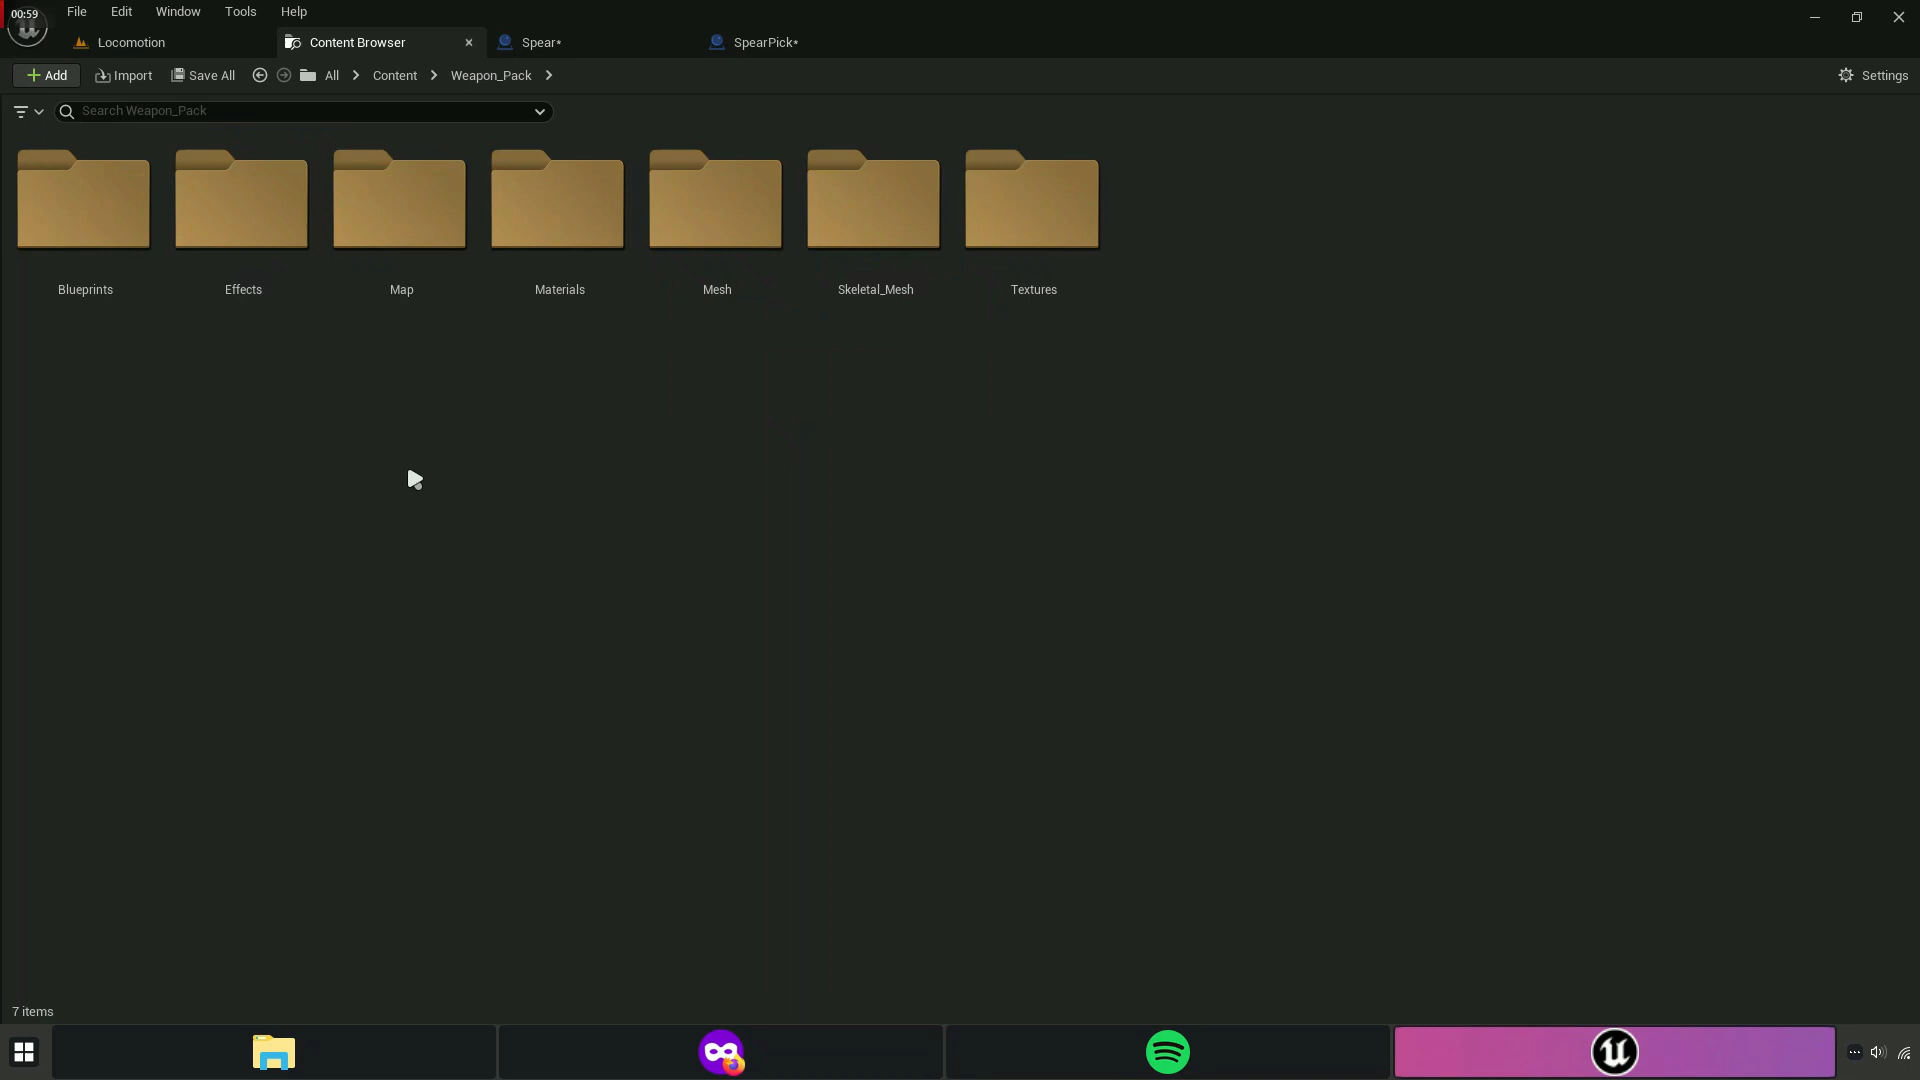 00:59
File Edit Window Tools Help
Locomotion Content Browser Spear* SpearPick*
Add Import Save All All Content Weapon_Pack Settings
Search Weapon_Pack
Blueprints Effects Map Materials Mesh Skeletal_Mesh Textures
7 items